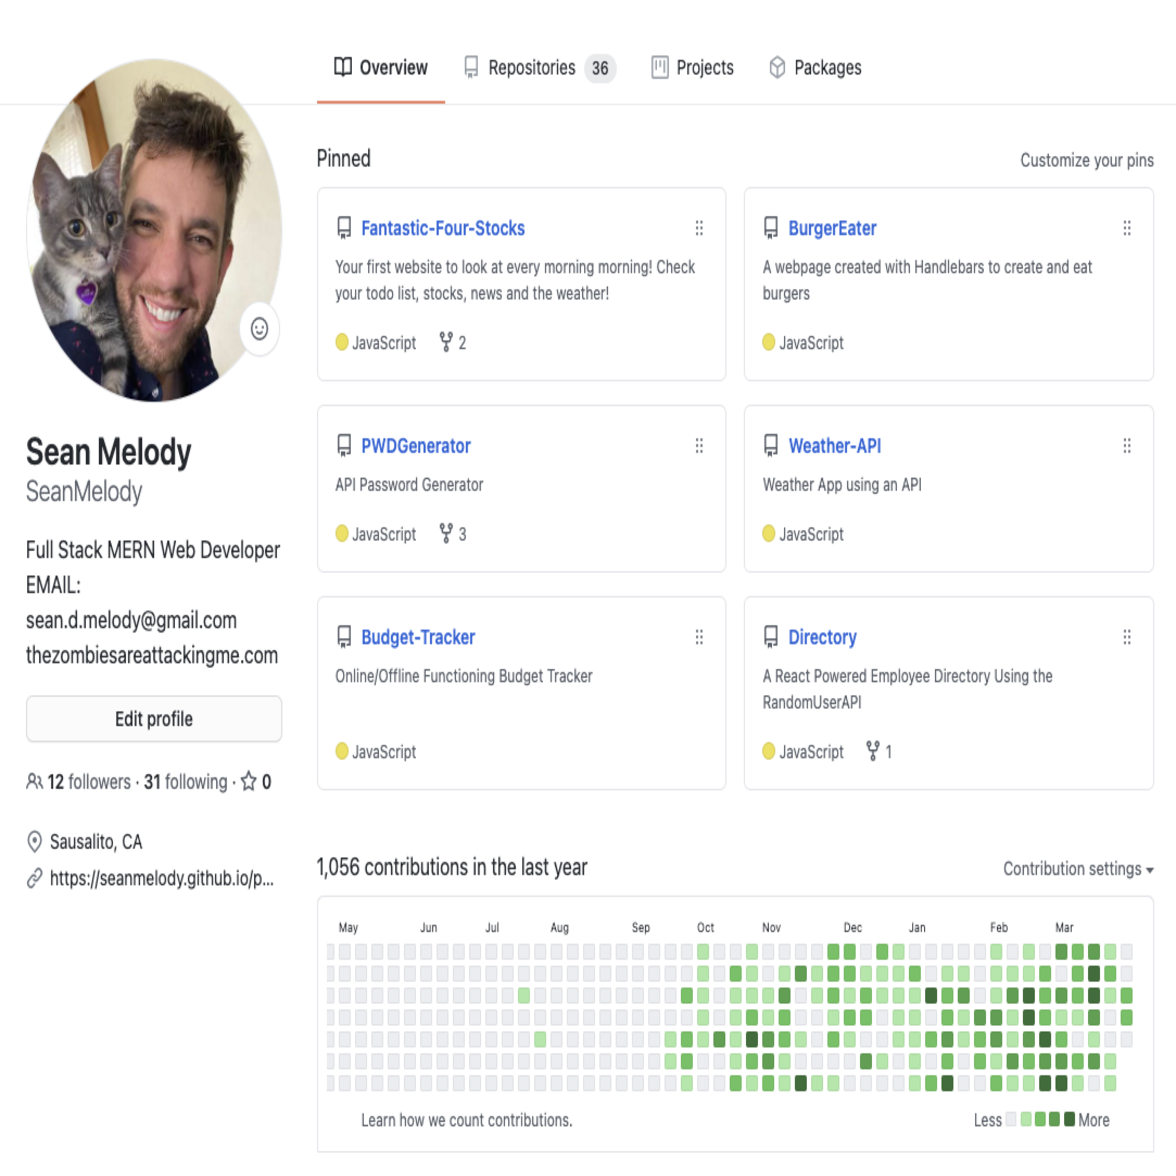 Overview Repositories 36 Projects Packages
Pinned
Customize your pins
Fantastic-Four-Stocks
Your first website to look at every morning morning! Check
your todo list, stocks, news and the weather!
JavaScript 2
BurgerEater
A webpage created with Handlebars to create and eat
burgers
JavaScript
PWDGenerator
API Password Generator
JavaScript 3
Weather-API
Weather App using an API
JavaScript
Budget-Tracker
Online/Offline Functioning Budget Tracker
JavaScript
Directory
A React Powered Employee Directory Using the
RandomUserAPI
JavaScript 1
Sean Melody
SeanMelody
Full Stack MERN Web Developer
EMAIL:
sean.d.melody@gmail.com
thezombiesareattackingme.com
Edit profile
12 followers · 31 following · 0
Sausalito, CA
https://seanmelody.github.io/p...
1,056 contributions in the last year
Contribution settings
May Jun Jul Aug Sep Oct Nov Dec Jan Feb Mar
Learn how we count contributions.
Less More